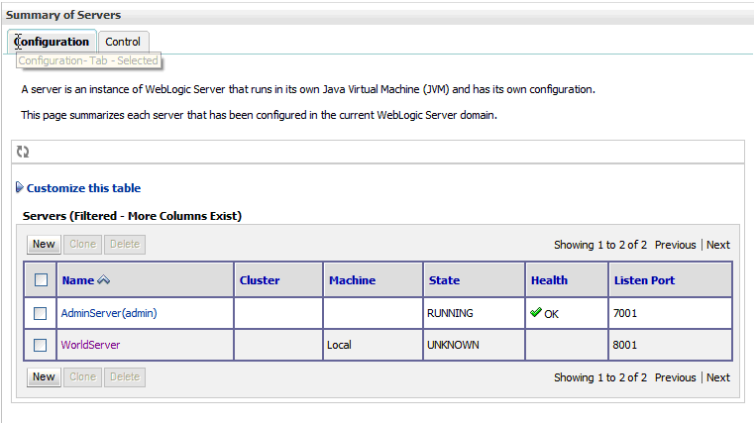 Summary of Servers
Configuration Control
Configuration- Tab - Selected
A server is an instance of WebLogic Server that runs in its own Java Virtual Machine (JVM) and has its own configuration.
This page summarizes each server that has been configured in the current WebLogic Server domain.
Customize this table
Servers (Filtered - More Columns Exist)
New Clone Delete Showing 1 to 2 of 2 Previous | Next
Name Cluster Machine State Health Listen Port
AdminServer(admin) RUNNING OK 7001
WorldServer Local UNKNOWN 8001
New Clone Delete Showing 1 to 2 of 2 Previous | Next